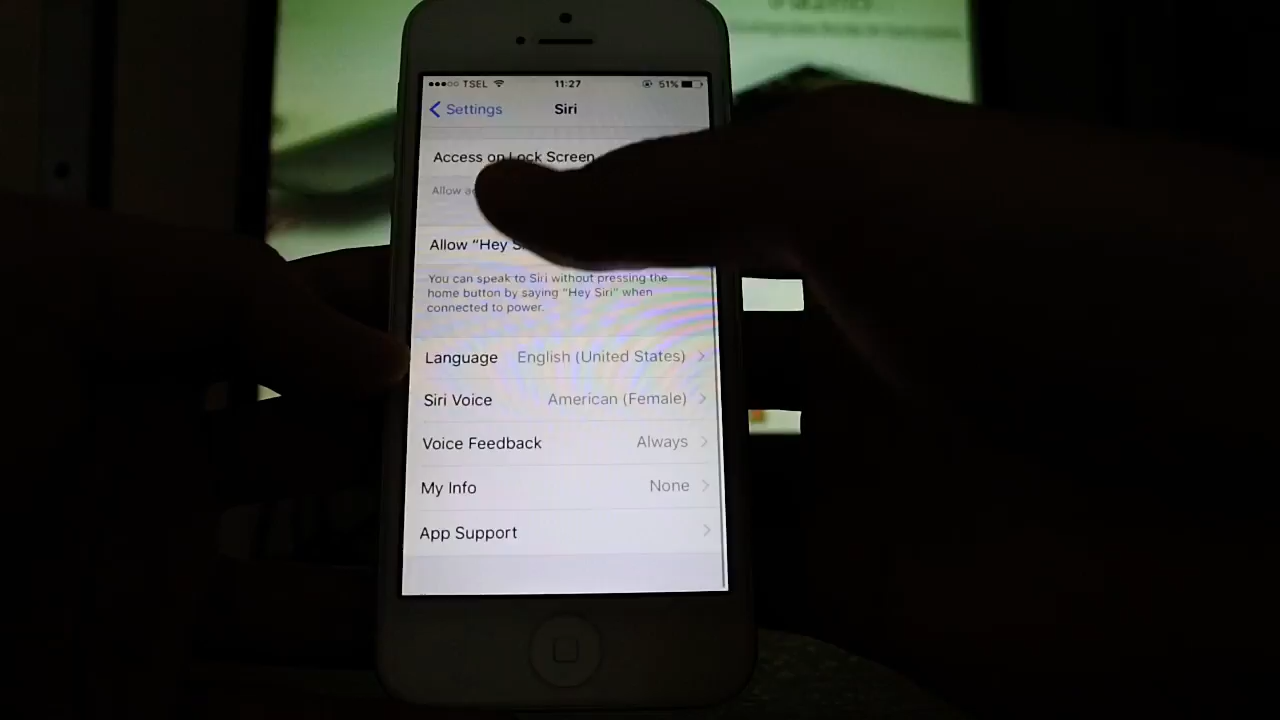 TSEL 11:27 51%
Settings Siri
Access on Lock Screen
Allow
Allow "Hey S
You can speak to Siri without pressing the
home button by saying "Hey Siri" when
connected to power.
Language English (United States)
Siri Voice American (Female)
Voice Feedback Always
My Info None
App Support